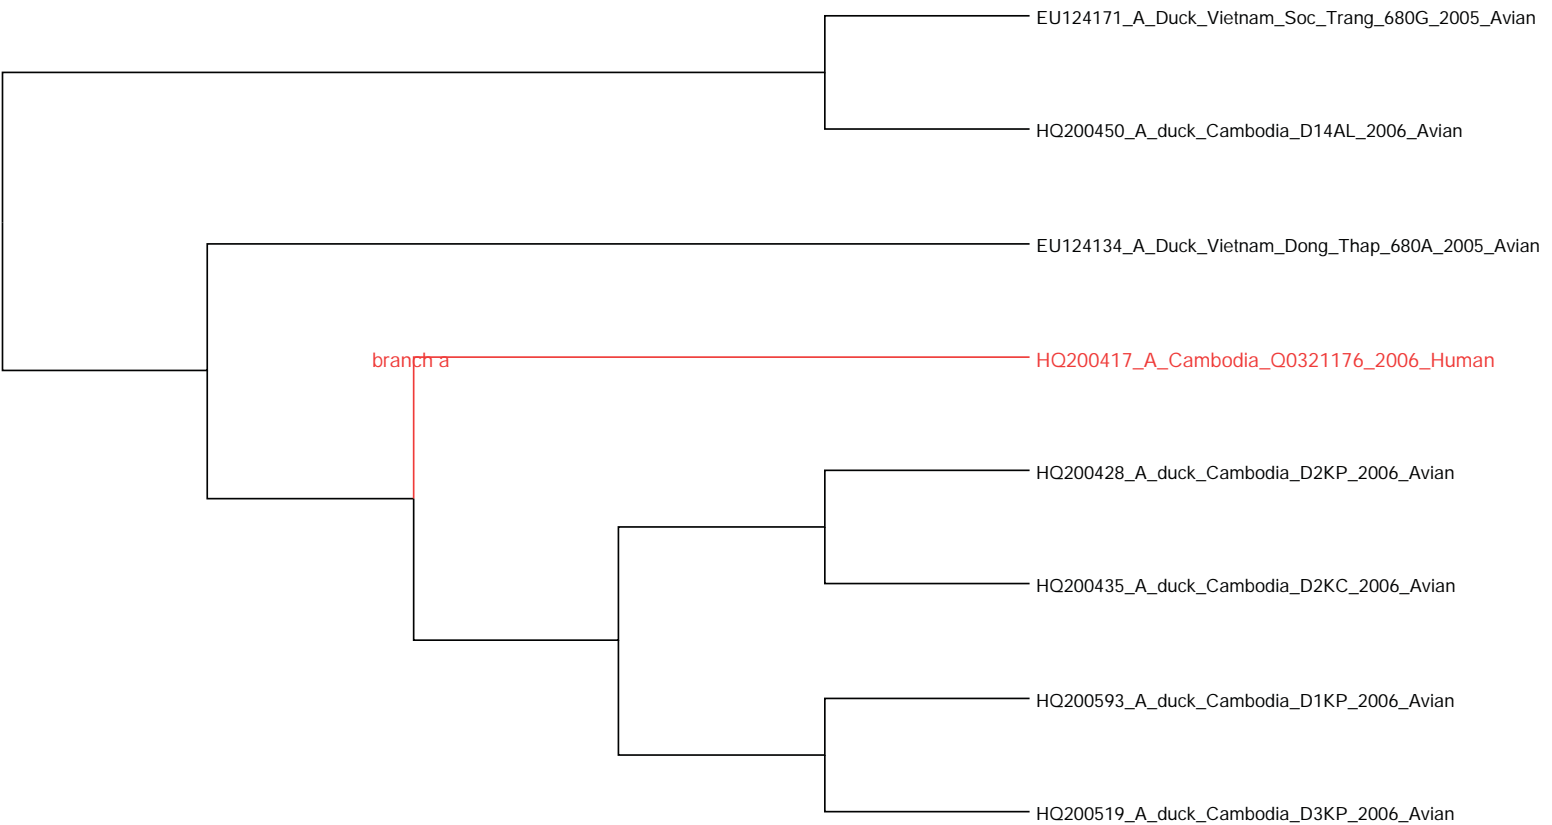 EU124171_A_Duck_Vietnam_Soc_Trang_680G_2005_Avian
HQ200450_A_duck_Cambodia_D14AL_2006_Avian
EU124134_A_Duck_Vietnam_Dong_Thap_680A_2005_Avian
branch a
HQ200417_A_Cambodia_Q0321176_2006_Human
HQ200428_A_duck_Cambodia_D2KP_2006_Avian
HQ200435_A_duck_Cambodia_D2KC_2006_Avian
HQ200593_A_duck_Cambodia_D1KP_2006_Avian
HQ200519_A_duck_Cambodia_D3KP_2006_Avian